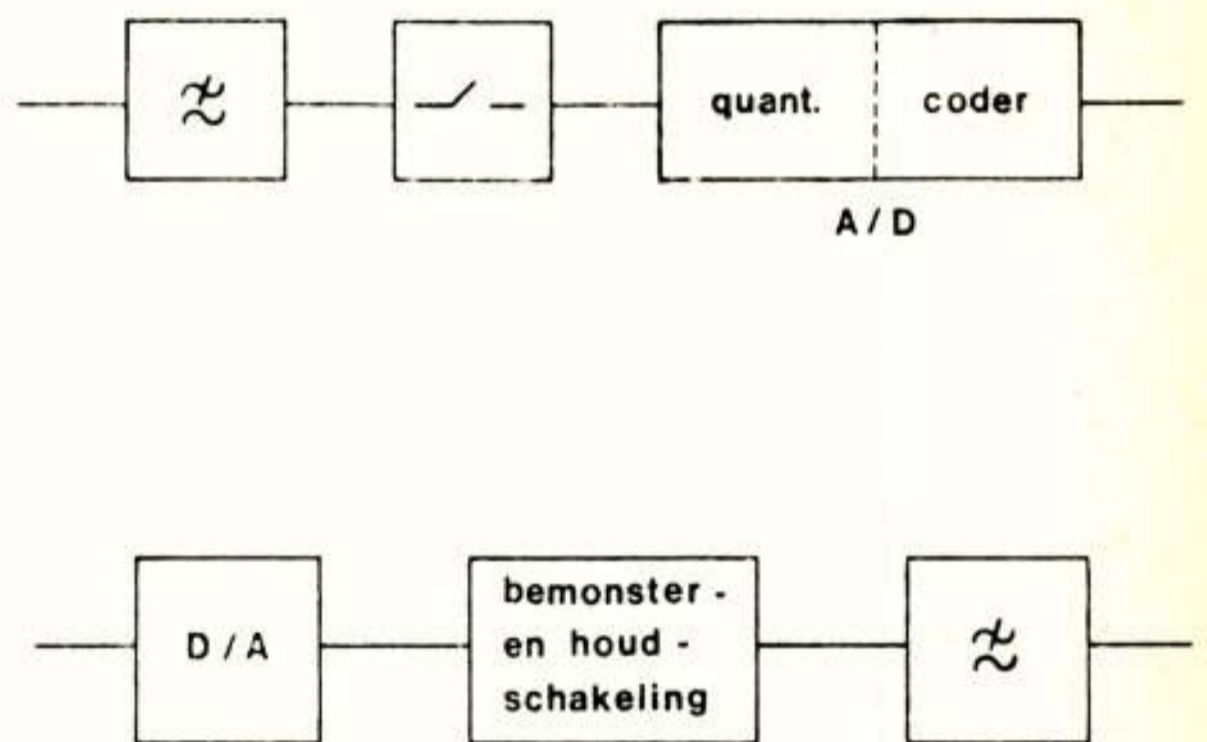 quant. coder
A / D
D / A
bemonster -
en houd -
schakeling